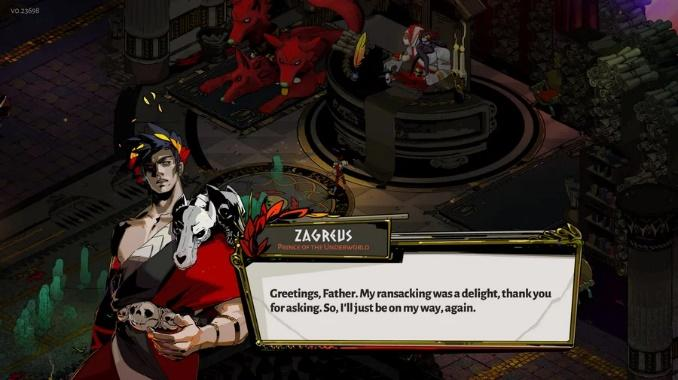 V0.23698
ZAGREUS
PRINCE OF THE UNDERWORLD
Greetings, Father. My ransacking was a delight, thank you
for asking. So, I'll just be on my way, again.